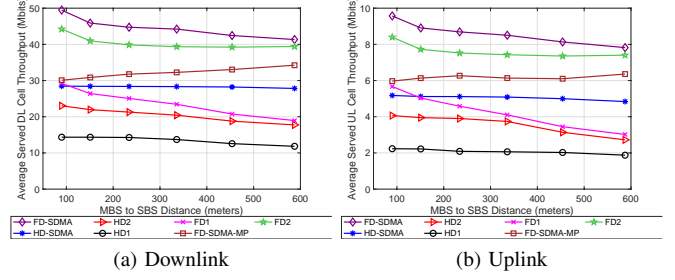 Average Served DL Cell Throughput (Mbits)
50
40
30
20
10
0
100 200 300 400 500 600
MBS to SBS Distance (meters)
FD-SDMA HD2 FD1 FD2
HD-SDMA HD1 FD-SDMA-MP
(a) Downlink
Average Served UL Cell Throughput (Mbits)
10
8
6
4
2
0
100 200 300 400 500 600
MBS to SBS Distance (meters)
FD-SDMA HD2 FD1 FD2
HD-SDMA HD1 FD-SDMA-MP
(b) Uplink